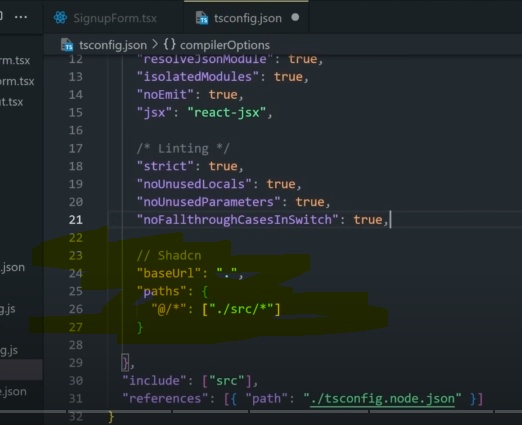 SignupForm.tsx
tsconfig.json
tsconfig.json > {} compilerOptions
rm.tsx
orm.tsx
ut.tsx
.json
g.js
g.js
e.json
12 "resolveJsonModule": true,
13 "isolatedModules": true,
14 "noEmit": true,
15 "jsx": "react-jsx",
16
17 /* Linting */
18 "strict": true,
19 "noUnusedLocals": true,
20 "noUnusedParameters": true,
21 "noFallthroughCasesInSwitch": true,
22
23 // Shadcn
24 "baseUrl": ".",
25 "paths": {
26 "@/*": ["./src/*"]
27 }
28
29 },
30 "include": ["src"],
31 "references": [{ "path": "./tsconfig.node.json" }]
32 }